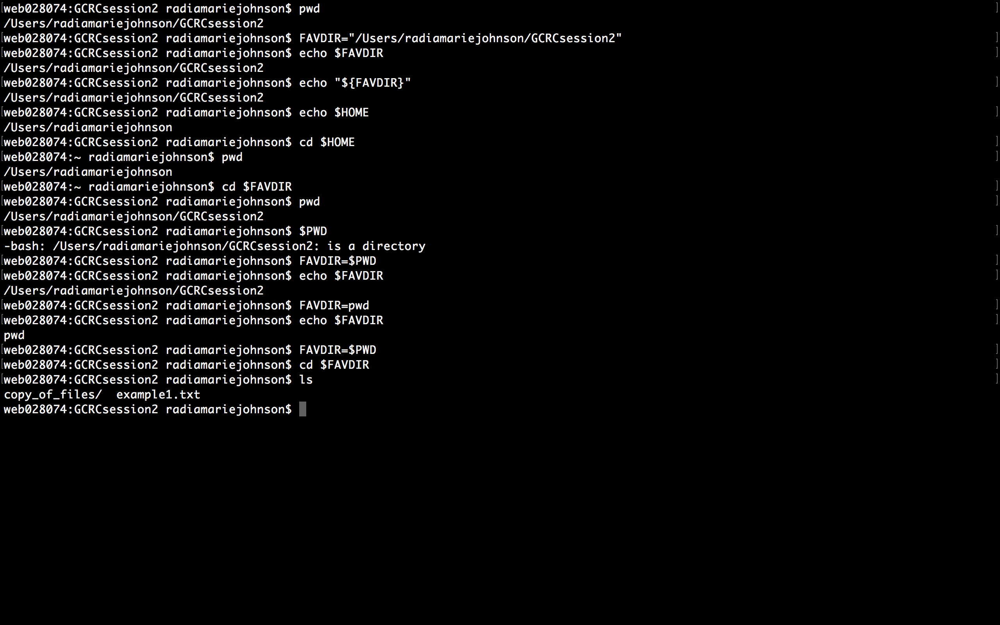 [web028074:GCRCsession2 radiamariejohnson$ pwd ]
/Users/radiamariejohnson/GCRCsession2
[web028074:GCRCsession2 radiamariejohnson$ FAVDIR="/Users/radiamariejohnson/GCRCsession2" ]
[web028074:GCRCsession2 radiamariejohnson$ echo $FAVDIR ]
/Users/radiamariejohnson/GCRCsession2
[web028074:GCRCsession2 radiamariejohnson$ echo "${FAVDIR}" ]
/Users/radiamariejohnson/GCRCsession2
[web028074:GCRCsession2 radiamariejohnson$ echo $HOME ]
/Users/radiamariejohnson
[web028074:GCRCsession2 radiamariejohnson$ cd $HOME ]
[web028074:~ radiamariejohnson$ pwd ]
/Users/radiamariejohnson
[web028074:~ radiamariejohnson$ cd $FAVDIR ]
[web028074:GCRCsession2 radiamariejohnson$ pwd ]
/Users/radiamariejohnson/GCRCsession2
[web028074:GCRCsession2 radiamariejohnson$ $PWD ]
-bash: /Users/radiamariejohnson/GCRCsession2: is a directory
[web028074:GCRCsession2 radiamariejohnson$ FAVDIR=$PWD ]
[web028074:GCRCsession2 radiamariejohnson$ echo $FAVDIR ]
/Users/radiamariejohnson/GCRCsession2
[web028074:GCRCsession2 radiamariejohnson$ FAVDIR=pwd ]
[web028074:GCRCsession2 radiamariejohnson$ echo $FAVDIR ]
pwd
[web028074:GCRCsession2 radiamariejohnson$ FAVDIR=$PWD ]
[web028074:GCRCsession2 radiamariejohnson$ cd $FAVDIR ]
[web028074:GCRCsession2 radiamariejohnson$ ls ]
copy_of_files/  example1.txt
web028074:GCRCsession2 radiamariejohnson$